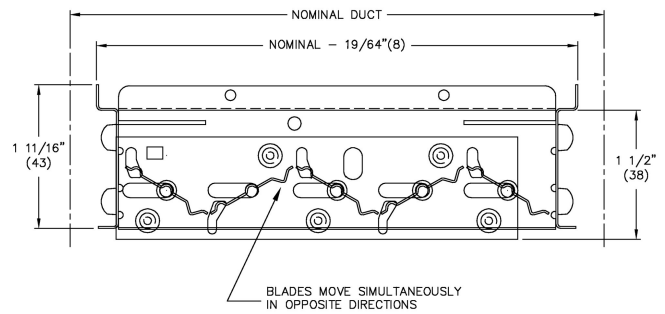 NOMINAL DUCT
NOMINAL - 19/64"(8)
1 11/16"
(43)
1 1/2"
(38)
BLADES MOVE SIMULTANEOUSLY
IN OPPOSITE DIRECTIONS